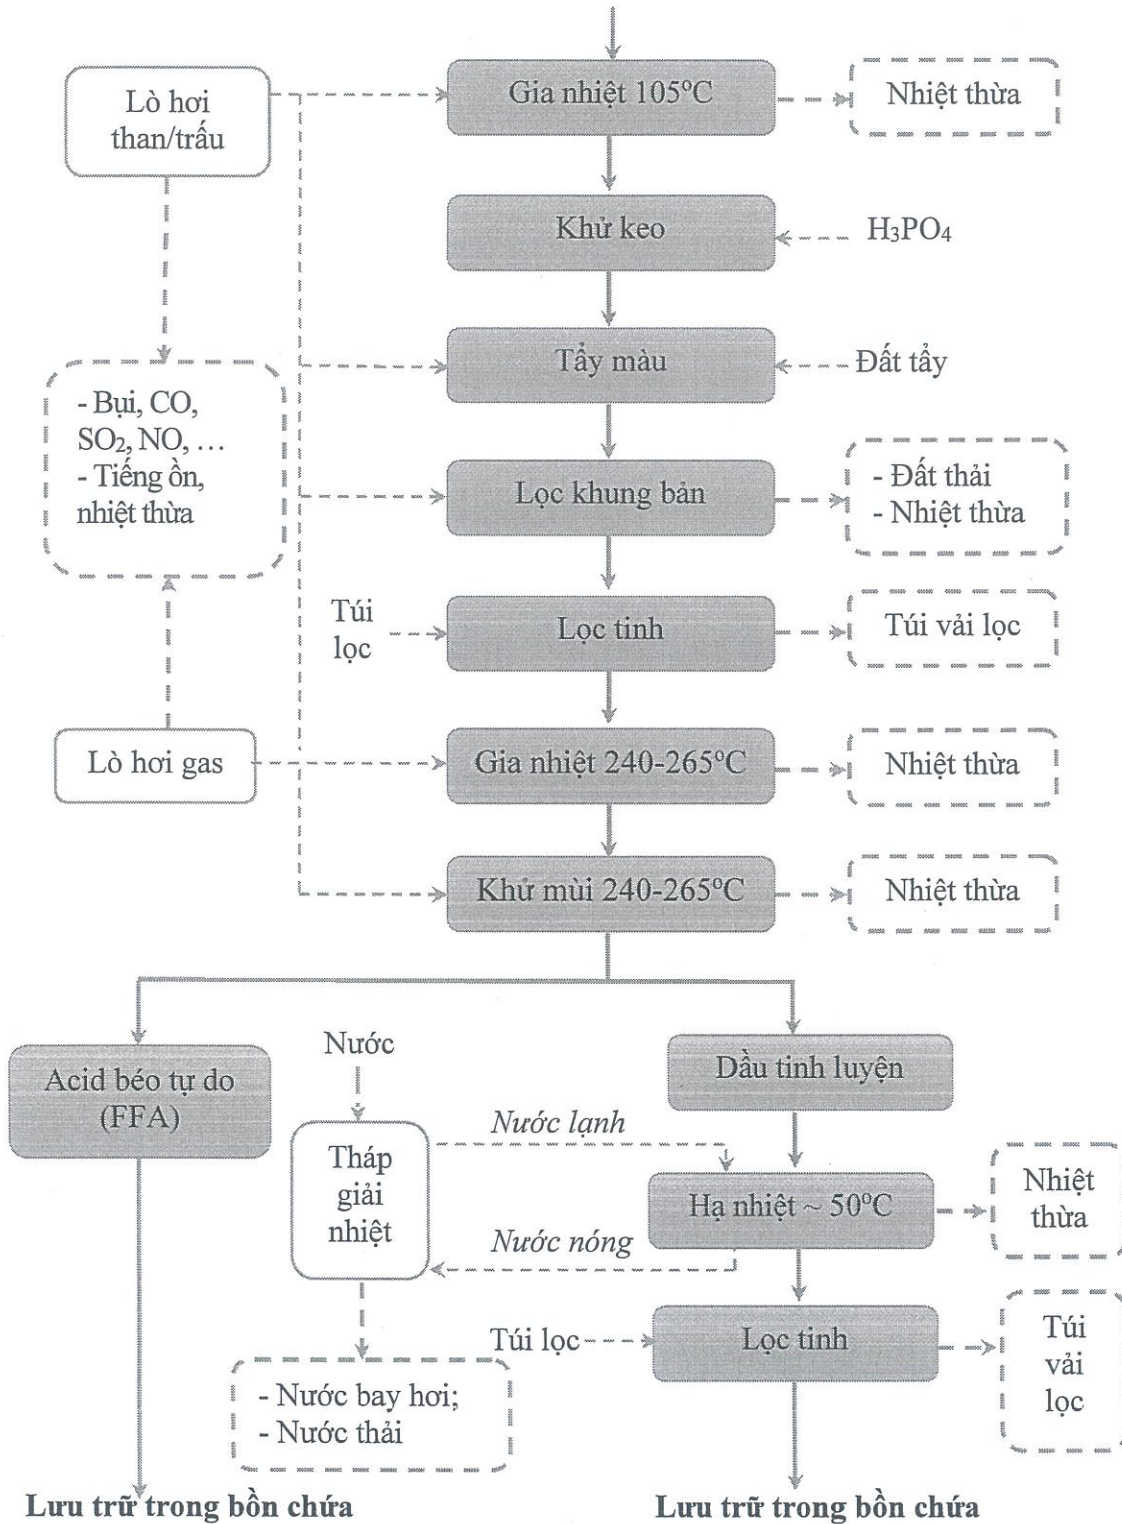 Lò hơi
than/trấu
Gia nhiệt 105ºC
Nhiệt thừa
Khử keo
H₃PO₄
Tẩy màu
Đất tẩy
- Bụi, CO,
SO₂, NO, …
- Tiếng ồn,
nhiệt thừa
Lọc khung bản
- Đất thải
- Nhiệt thừa
Túi
lọc
Lọc tinh
Túi vải lọc
Lò hơi gas
Gia nhiệt 240-265ºC
Nhiệt thừa
Khử mùi 240-265ºC
Nhiệt thừa
Acid béo tự do
(FFA)
Nước
Dầu tinh luyện
Nước lạnh
Tháp
giải
nhiệt
Hạ nhiệt ~ 50ºC
Nhiệt
thừa
Nước nóng
Túi lọc
Lọc tinh
Túi
vải
lọc
- Nước bay hơi;
- Nước thải
Lưu trữ trong bồn chứa
Lưu trữ trong bồn chứa